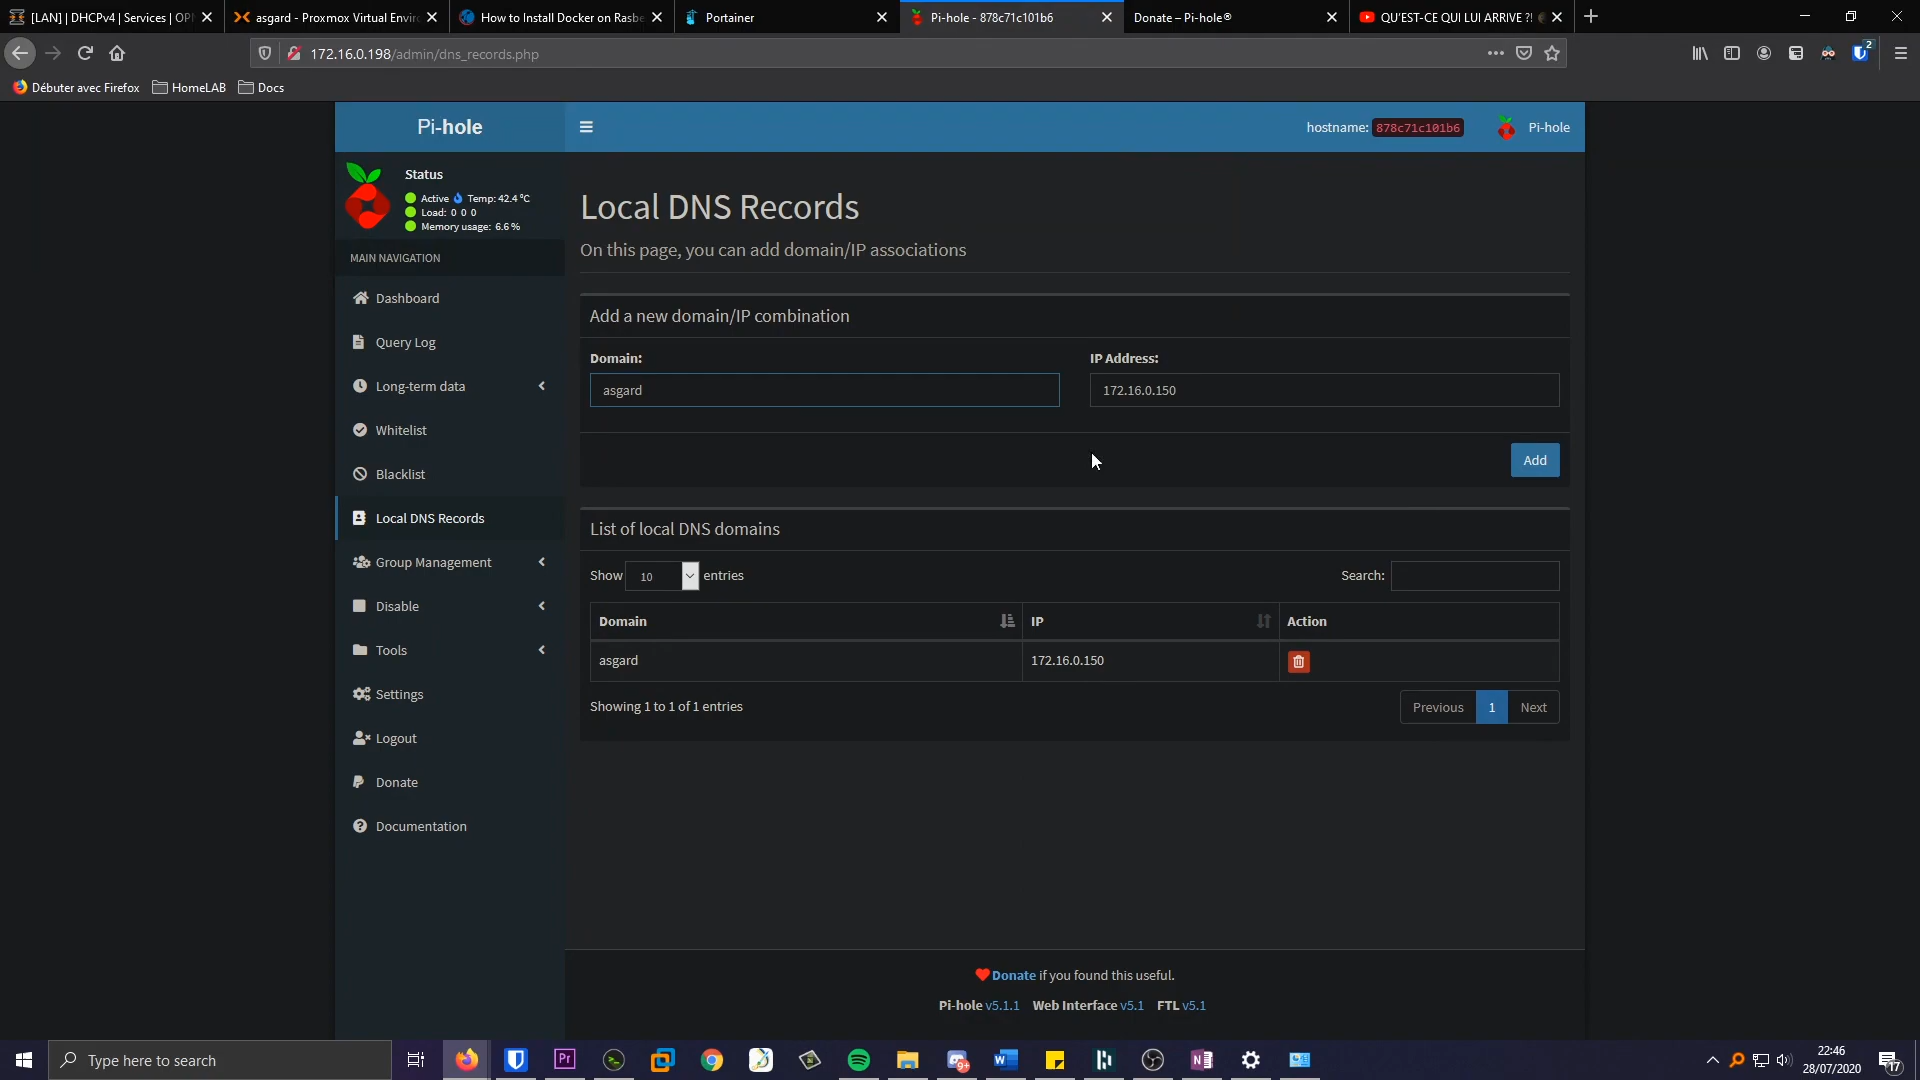 [LAN] | DHCPv4 | Services | OPN
asgard - Proxmox Virtual Enviro
How to Install Docker on Raspbe
Portainer
Pi-hole - 878c71c101b6
Donate – Pi-hole®
QU'EST-CE QUI LUI ARRIVE ?!
172.16.0.198/admin/dns_records.php
2
Débuter avec Firefox
HomeLAB
Docs
Pi-hole
hostname: 878c71c101b6
Pi-hole
Status
Active Temp: 42.4 °C
Load: 0 0 0
Memory usage: 6.6 %
MAIN NAVIGATION
Dashboard
Query Log
Long-term data
Whitelist
Blacklist
Local DNS Records
Group Management
Disable
Tools
Settings
Logout
Donate
Documentation
Local DNS Records
On this page, you can add domain/IP associations
Add a new domain/IP combination
Domain:
IP Address:
asgard
172.16.0.150
Add
List of local DNS domains
Show 10 entries
Search:
Domain
IP
Action
asgard
172.16.0.150
Showing 1 to 1 of 1 entries
Previous
1
Next
Donate if you found this useful.
Pi-hole v5.1.1 Web Interface v5.1 FTL v5.1
Type here to search
Pr
9+
22:46
28/07/2020
17